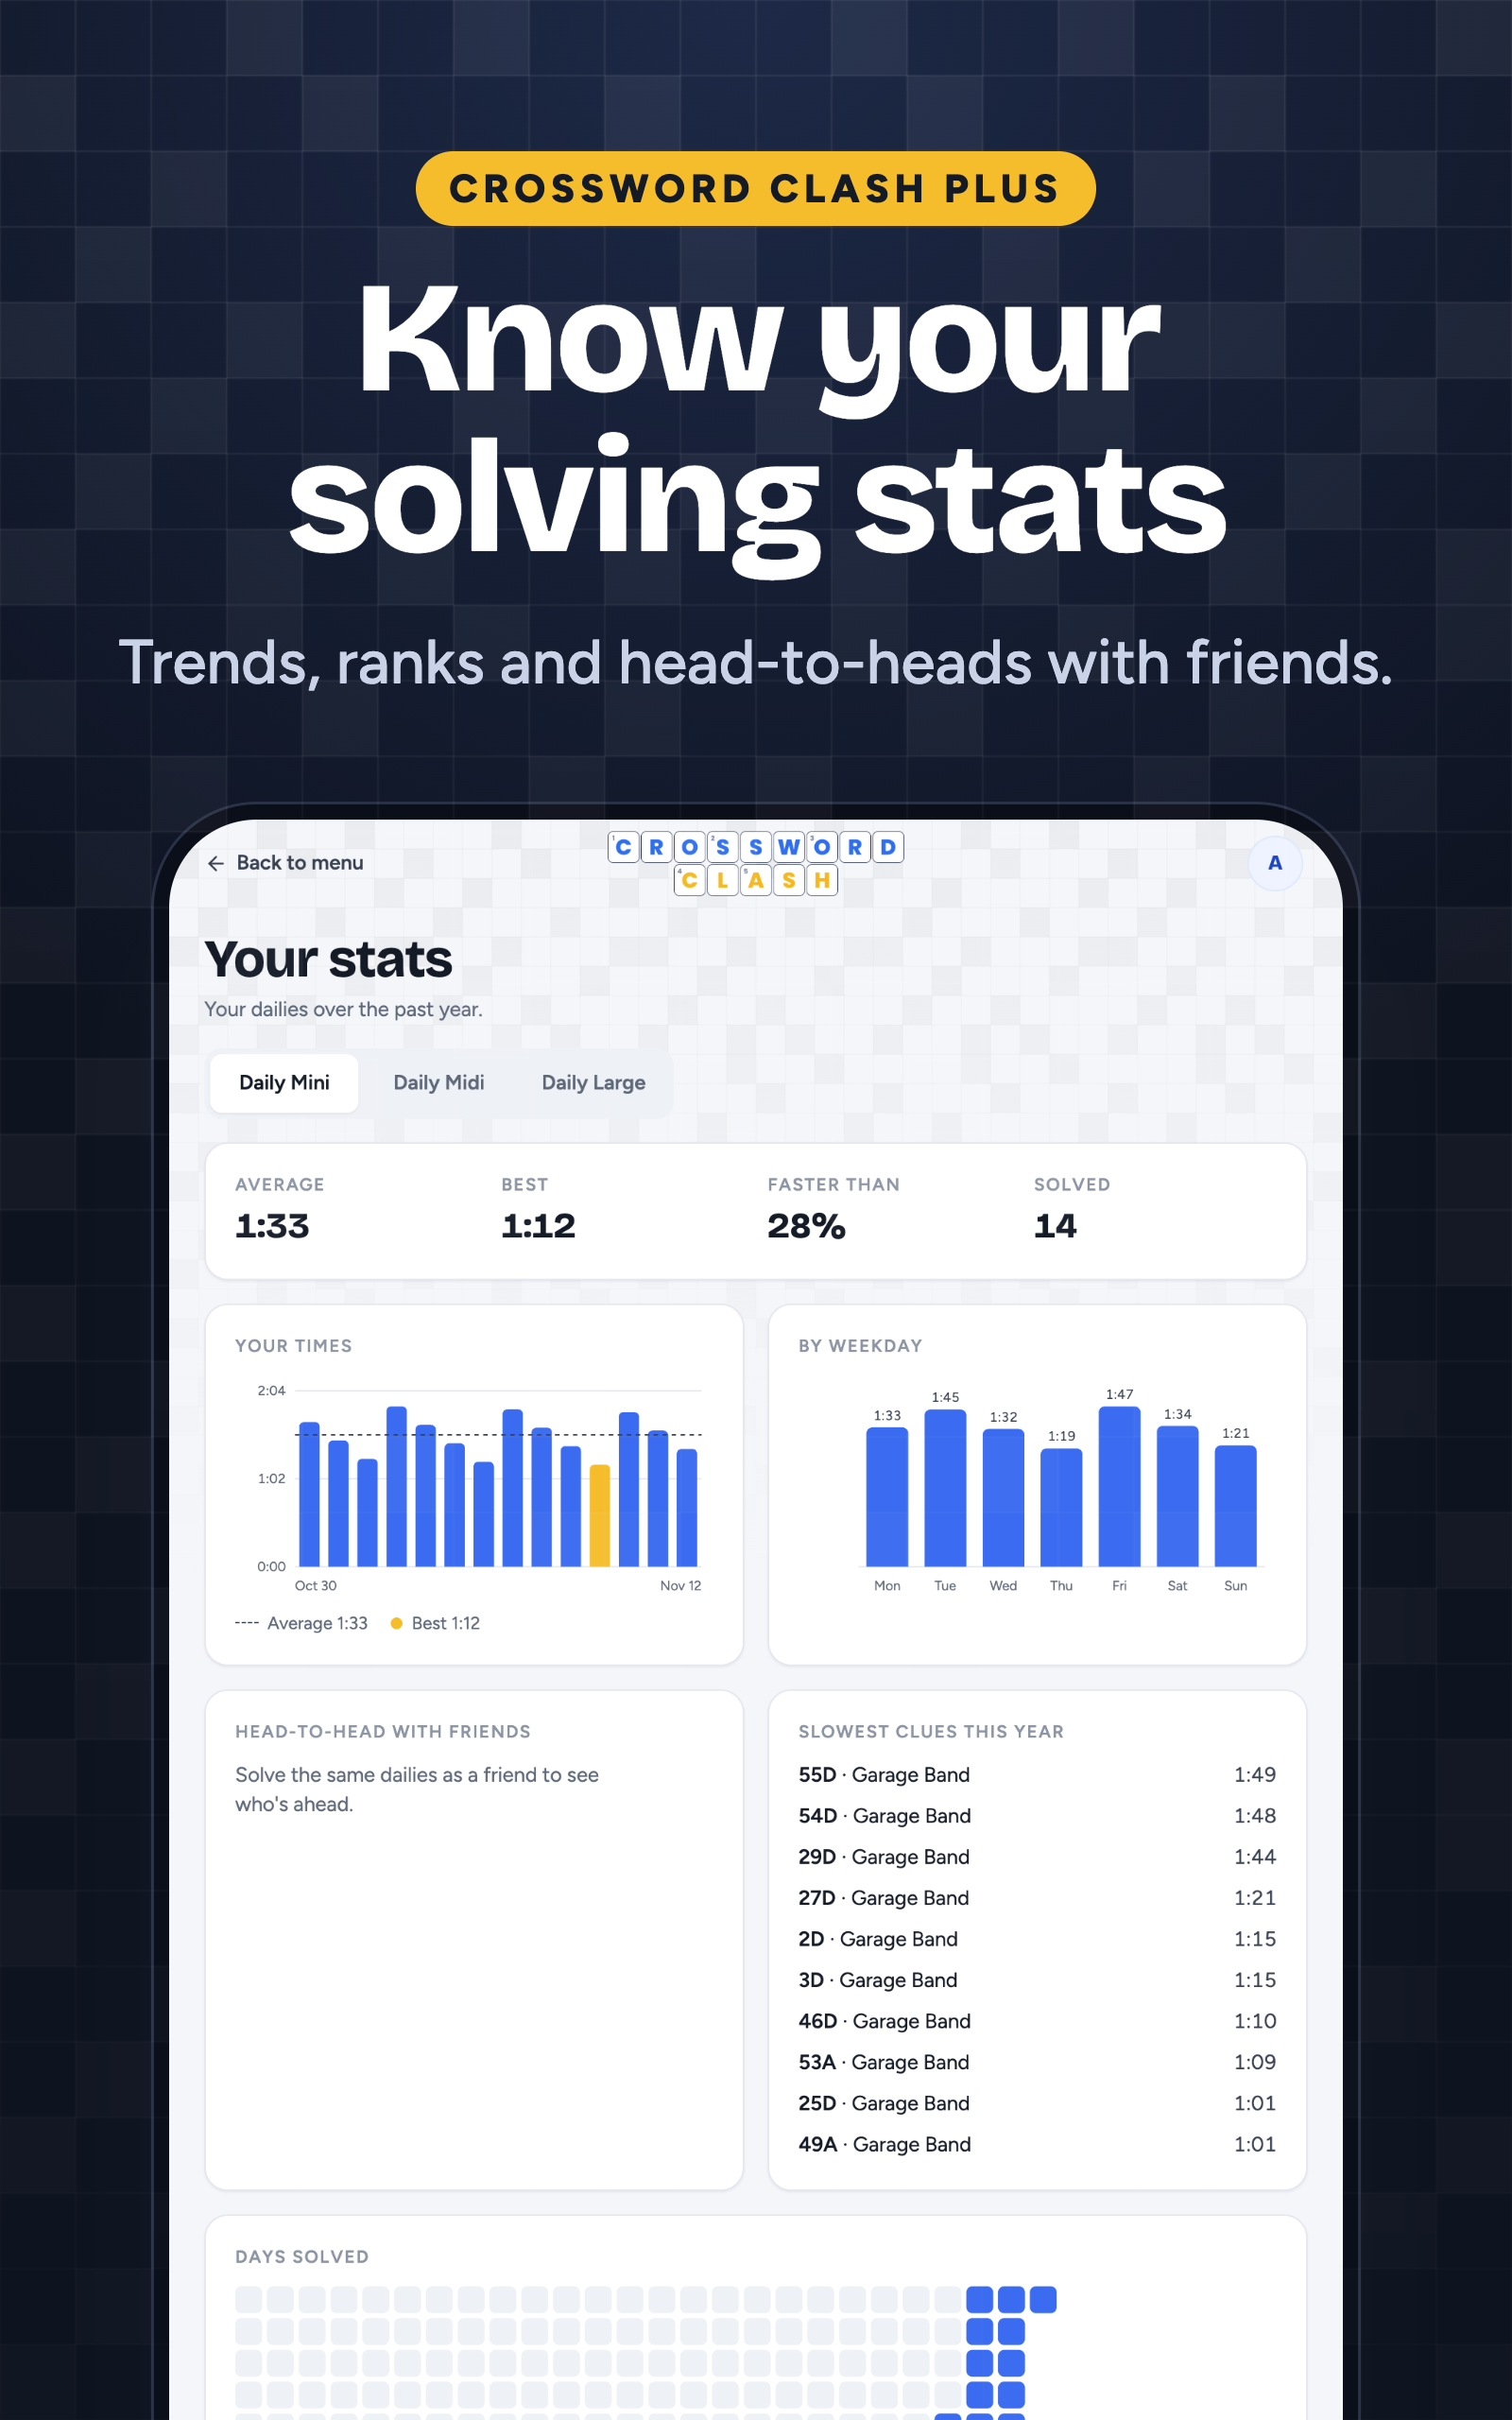 CROSSWORD CLASH PLUS
Know your
solving stats
Trends, ranks and head-to-heads with friends.
← Back to menu
1CRO2SSW3ORD
4CL5ASH
A
Your stats
Your dailies over the past year.
Daily Mini Daily Midi Daily Large
AVERAGE BEST FASTER THAN SOLVED
1:33 1:12 28% 14
YOUR TIMES
2:04
1:02
0:00
Oct 30 Nov 12
Average 1:33 Best 1:12
BY WEEKDAY
1:33 1:45 1:32 1:19 1:47 1:34 1:21
Mon Tue Wed Thu Fri Sat Sun
HEAD-TO-HEAD WITH FRIENDS
Solve the same dailies as a friend to see
who's ahead.
SLOWEST CLUES THIS YEAR
55D · Garage Band 1:49
54D · Garage Band 1:48
29D · Garage Band 1:44
27D · Garage Band 1:21
2D · Garage Band 1:15
3D · Garage Band 1:15
46D · Garage Band 1:10
53A · Garage Band 1:09
25D · Garage Band 1:01
49A · Garage Band 1:01
DAYS SOLVED